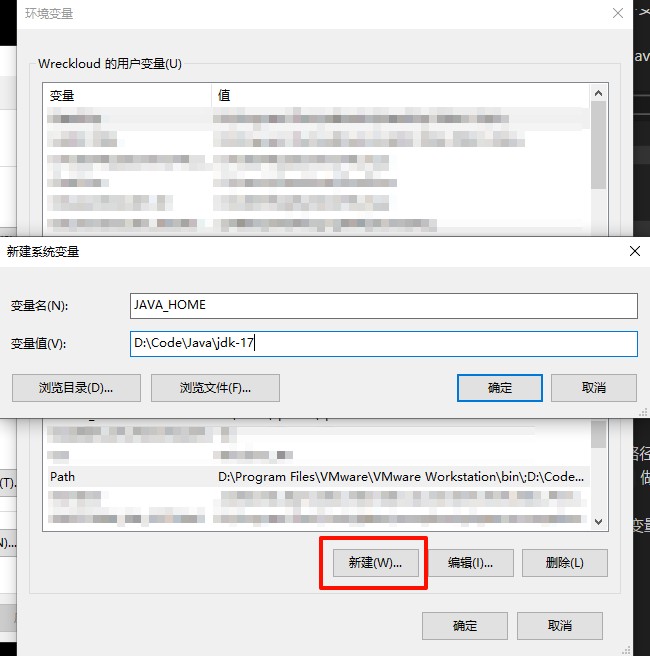 环境变量
Wreckloud 的用户变量(U)
变量
值
新建系统变量
变量名(N):
JAVA_HOME
变量值(V):
D:\Code\Java\jdk-17
浏览目录(D)...
浏览文件(F)...
确定
取消
Path
D:\Program Files\VMware\VMware Workstation\bin\;D:\Code...
新建(W)...
编辑(I)...
删除(L)
确定
取消